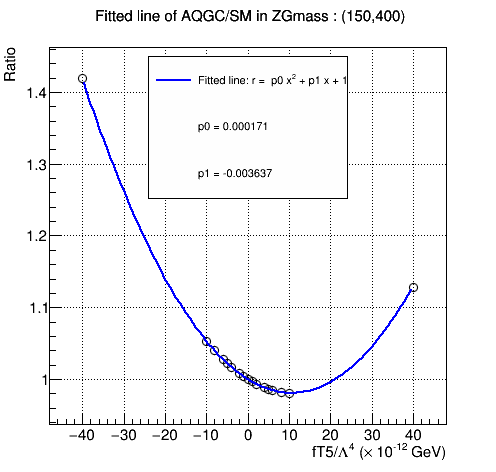 Fitted line of AQGC/SM in ZGmass : (150,400)
Ratio
Fitted line: r = p0 x² + p1 x + 1
p0 = 0.000171
p1 = -0.003637
1.4
1.3
1.2
1.1
1
−40 −30 −20 −10 0 10 20 30 40
fT5/Λ⁴ (× 10⁻¹² GeV)